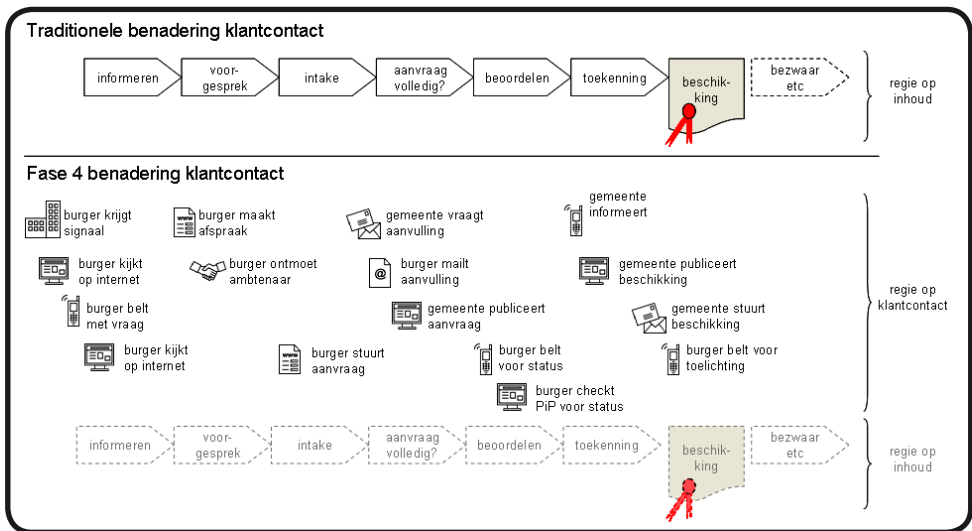 Traditionele benadering klantcontact
informeren
voor-
gesprek
intake
aanvraag
volledig?
beoordelen
toekenning
beschik-
king
bezwaar
etc
regie op
inhoud
Fase 4 benadering klantcontact
burger krijgt
signaal
burger maakt
afspraak
gemeente vraagt
aanvulling
gemeente
informeert
burger kijkt
op internet
burger ontmoet
ambtenaar
@
burger mailt
aanvulling
gemeente publiceert
beschikking
burger belt
met vraag
gemeente publiceert
aanvraag
gemeente stuurt
beschikking
regie op
klantcontact
burger kijkt
op internet
www
burger stuurt
aanvraag
burger belt
voor status
burger belt voor
toelichting
burger checkt
PiP voor status
informeren
voor-
gesprek
intake
aanvraag
volledig?
beoordelen
toekenning
beschik-
king
bezwaar
etc
regie op
inhoud